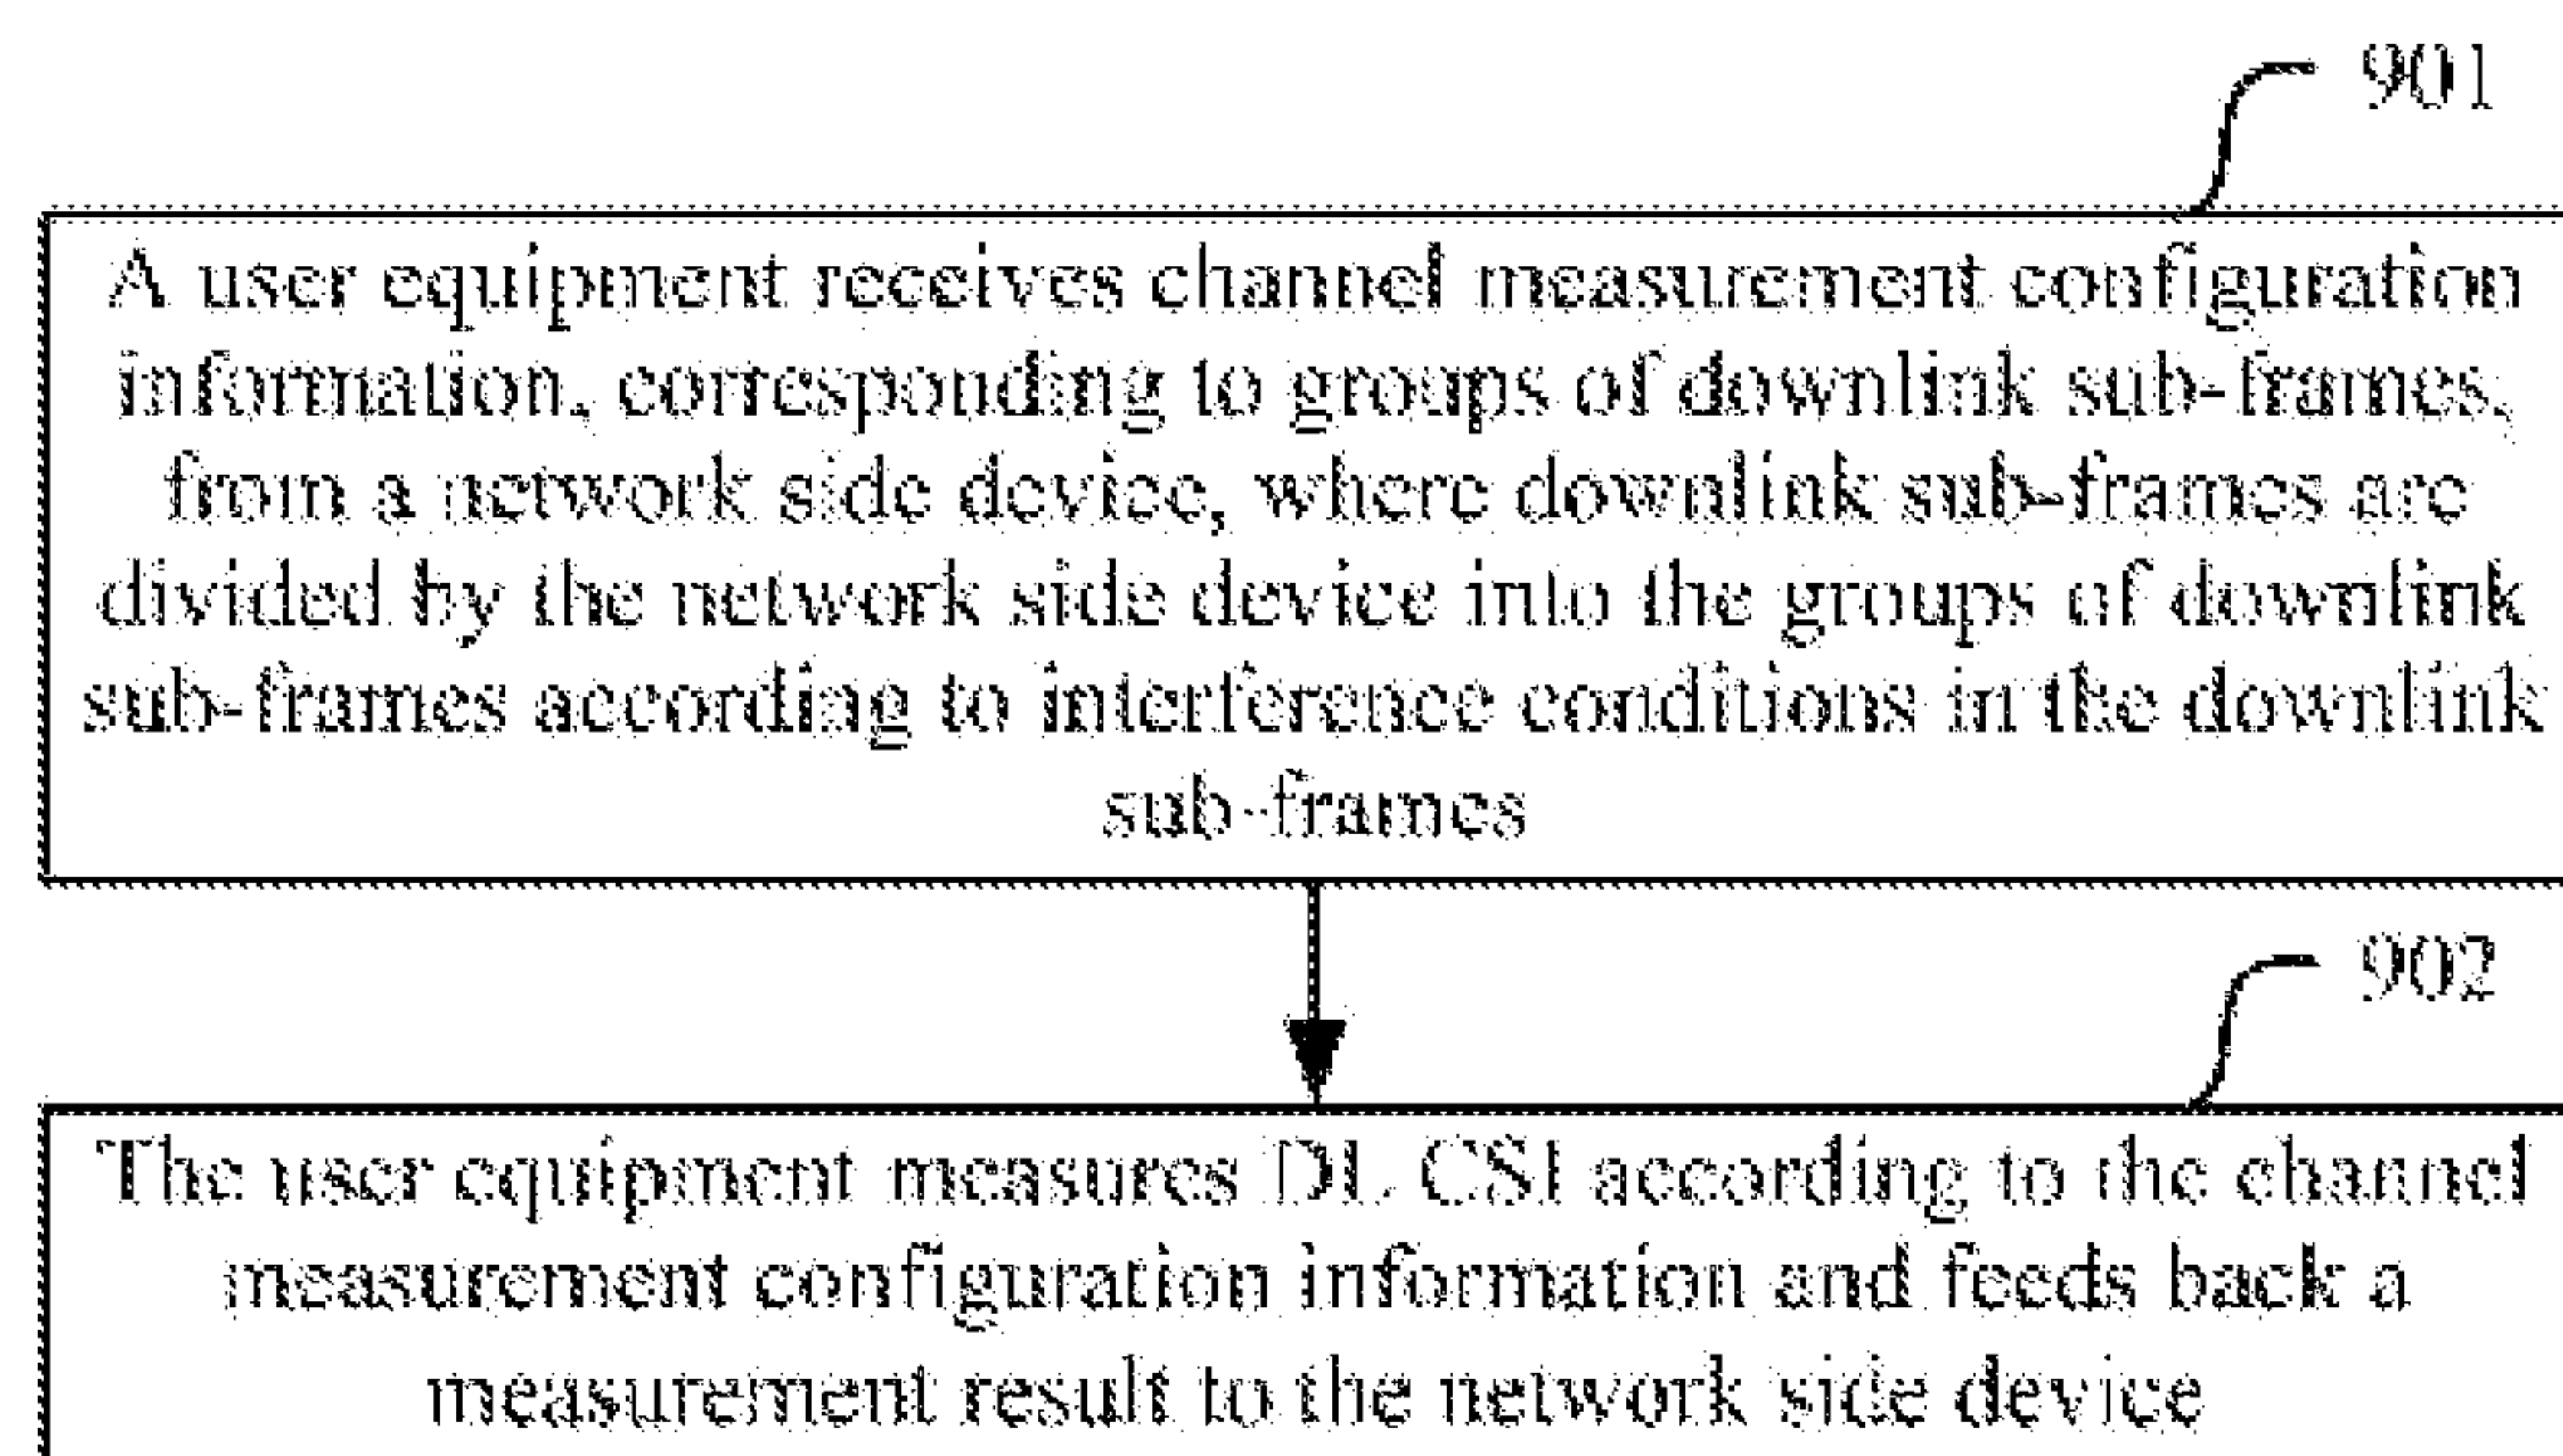 901
A user equipment receives channel measurement configuration
information, corresponding to groups of downlink sub-frames,
from a network side device, where downlink sub-frames are
divided by the network side device into the groups of downlink
sub-frames according to interference conditions in the downlink
sub-frames
902
The user equipment measures DL CSI according to the channel
measurement configuration information and feeds back a
measurement result to the network side device